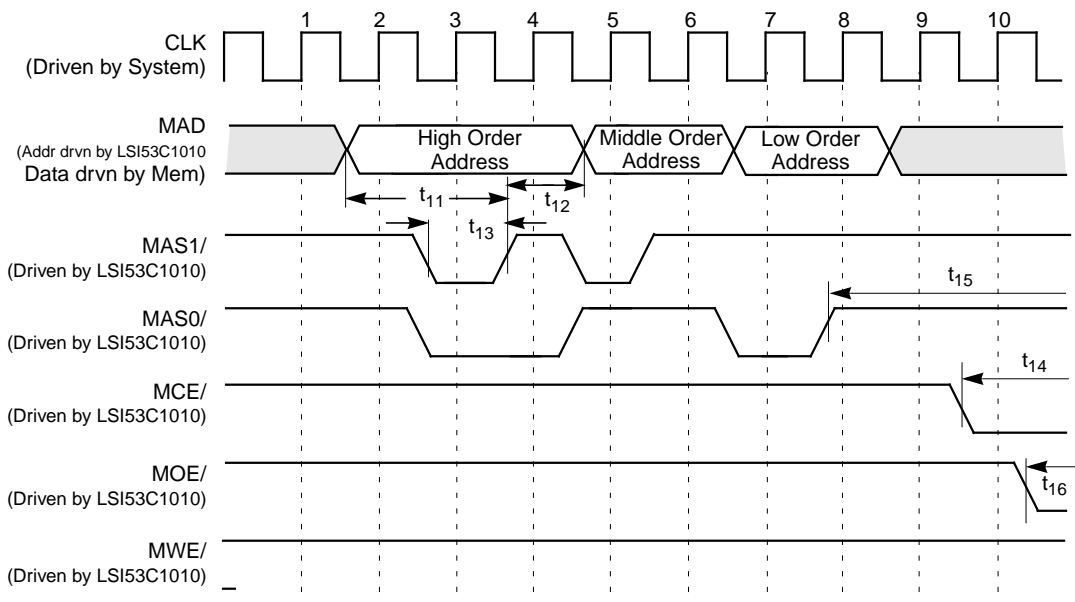 1 2 3 4 5 6 7 8 9 10
CLK
(Driven by System)
MAD
(Addr drvn by LSI53C1010
Data drvn by Mem)
High Order
Address
Middle Order
Address
Low Order
Address
t11
t12
t13
MAS1/
(Driven by LSI53C1010)
t15
MAS0/
(Driven by LSI53C1010)
t14
MCE/
(Driven by LSI53C1010)
MOE/
(Driven by LSI53C1010)
t16
MWE/
(Driven by LSI53C1010)